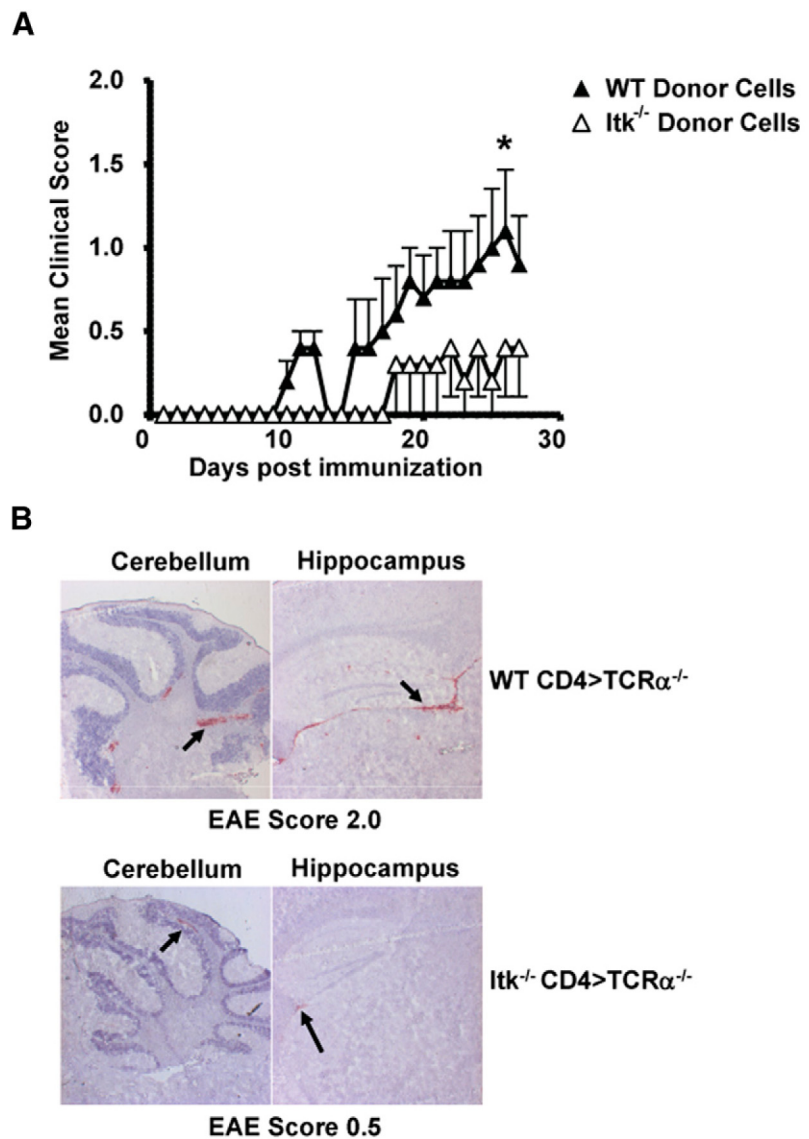 A
2.0
1.5
1.0
0.5
0.0
Mean Clinical Score
0 10 20 30
Days post immunization
*
▲ WT Donor Cells
△ Itk-/- Donor Cells
B
Cerebellum Hippocampus
WT CD4>TCRα-/-
EAE Score 2.0
Cerebellum Hippocampus
Itk-/- CD4>TCRα-/-
EAE Score 0.5